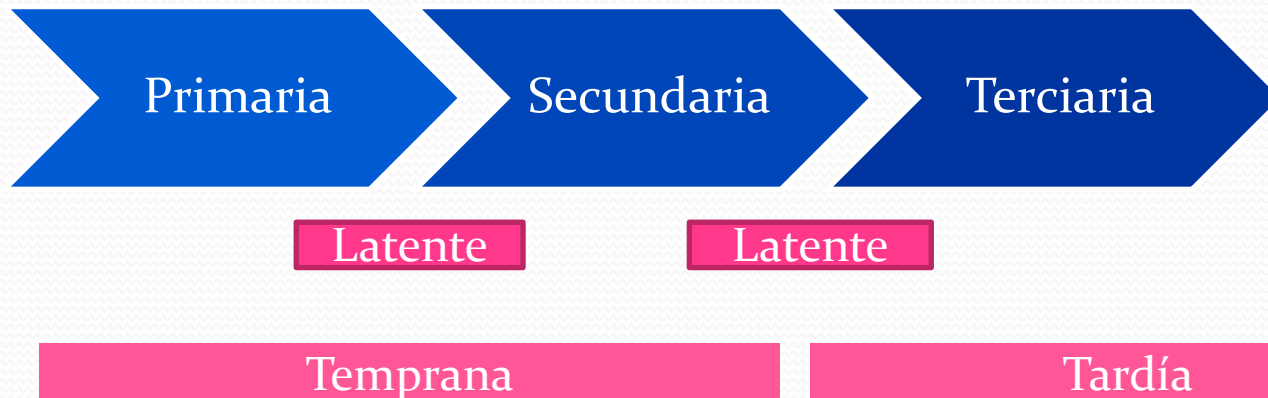 Primaria
Secundaria
Terciaria
Latente
Latente
Temprana
Tardía